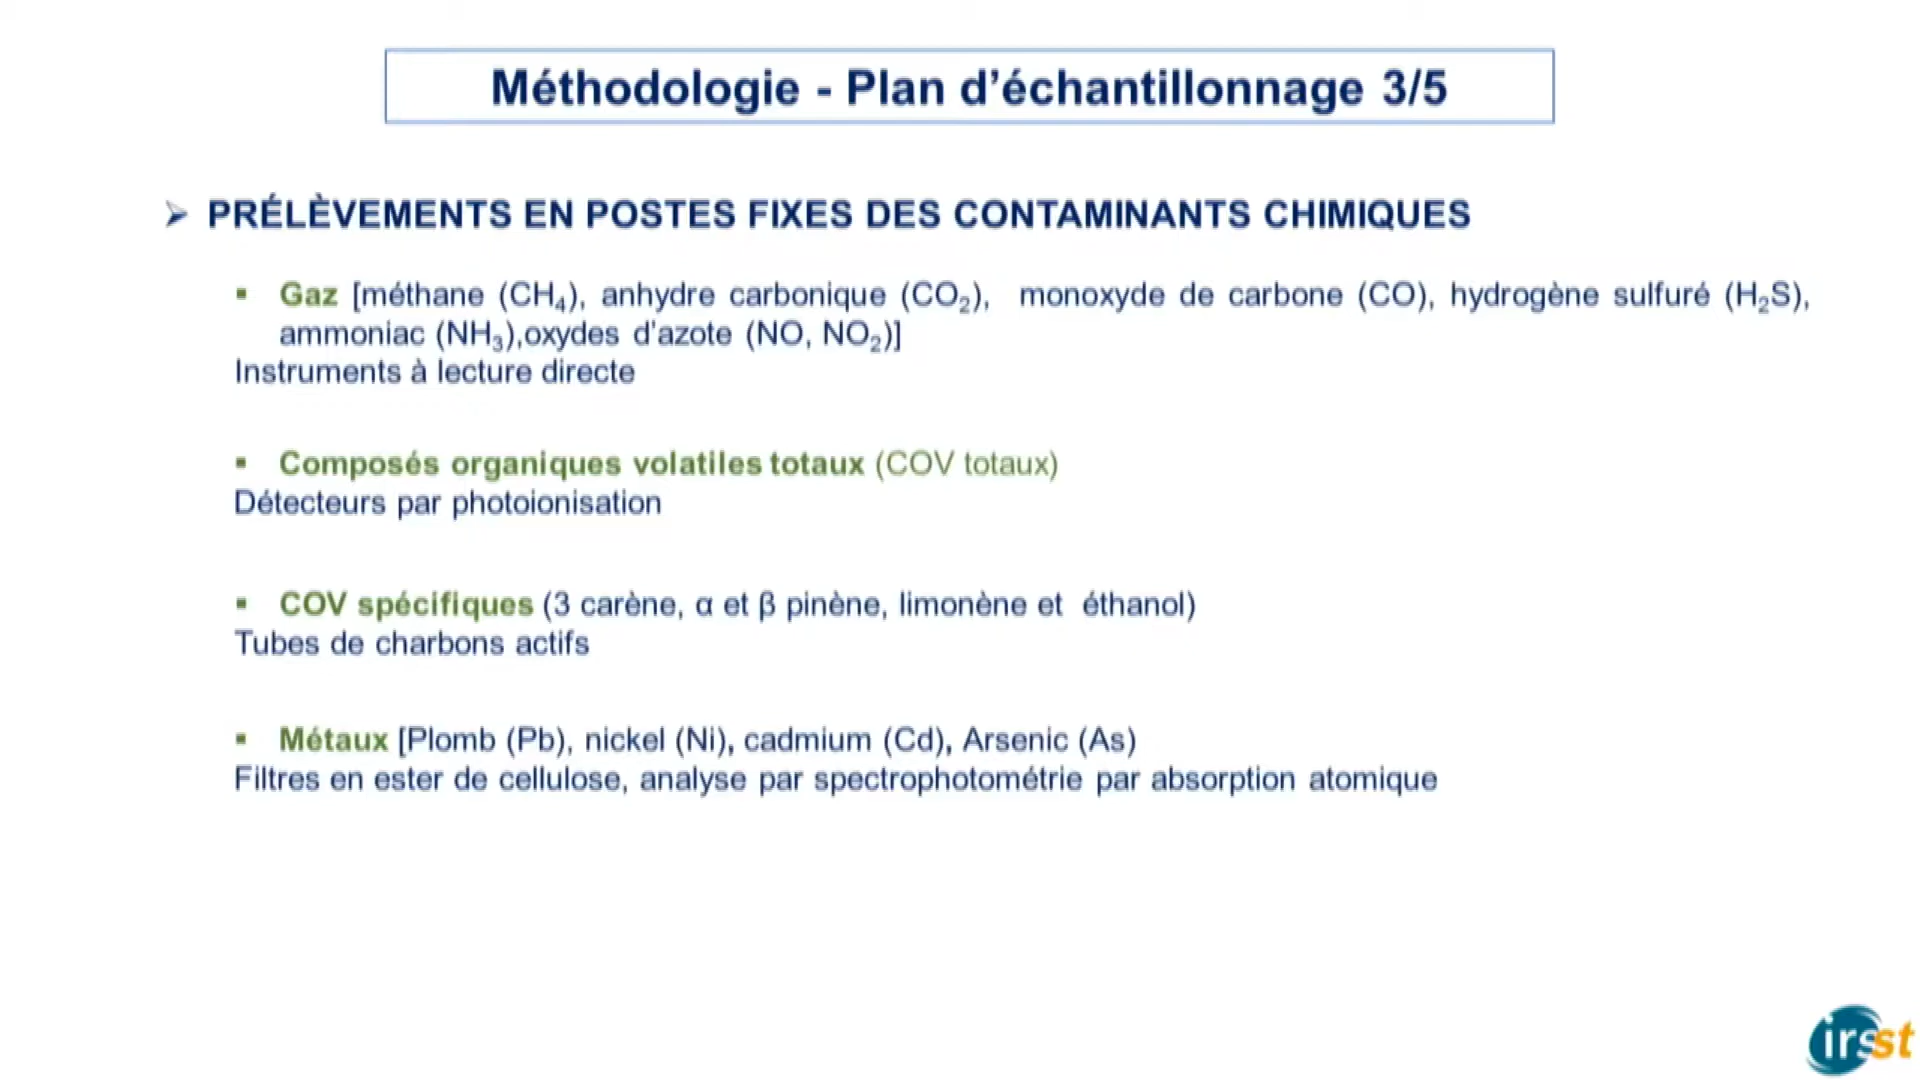 Méthodologie - Plan d’échantillonnage 3/5
➢ PRÉLÈVEMENTS EN POSTES FIXES DES CONTAMINANTS CHIMIQUES
▪ Gaz [méthane (CH₄), anhydre carbonique (CO₂), monoxyde de carbone (CO), hydrogène sulfuré (H₂S),
ammoniac (NH₃),oxydes d'azote (NO, NO₂)]
Instruments à lecture directe
▪ Composés organiques volatiles totaux (COV totaux)
Détecteurs par photoionisation
▪ COV spécifiques (3 carène, α et β pinène, limonène et éthanol)
Tubes de charbons actifs
▪ Métaux [Plomb (Pb), nickel (Ni), cadmium (Cd), Arsenic (As)
Filtres en ester de cellulose, analyse par spectrophotométrie par absorption atomique
irsst